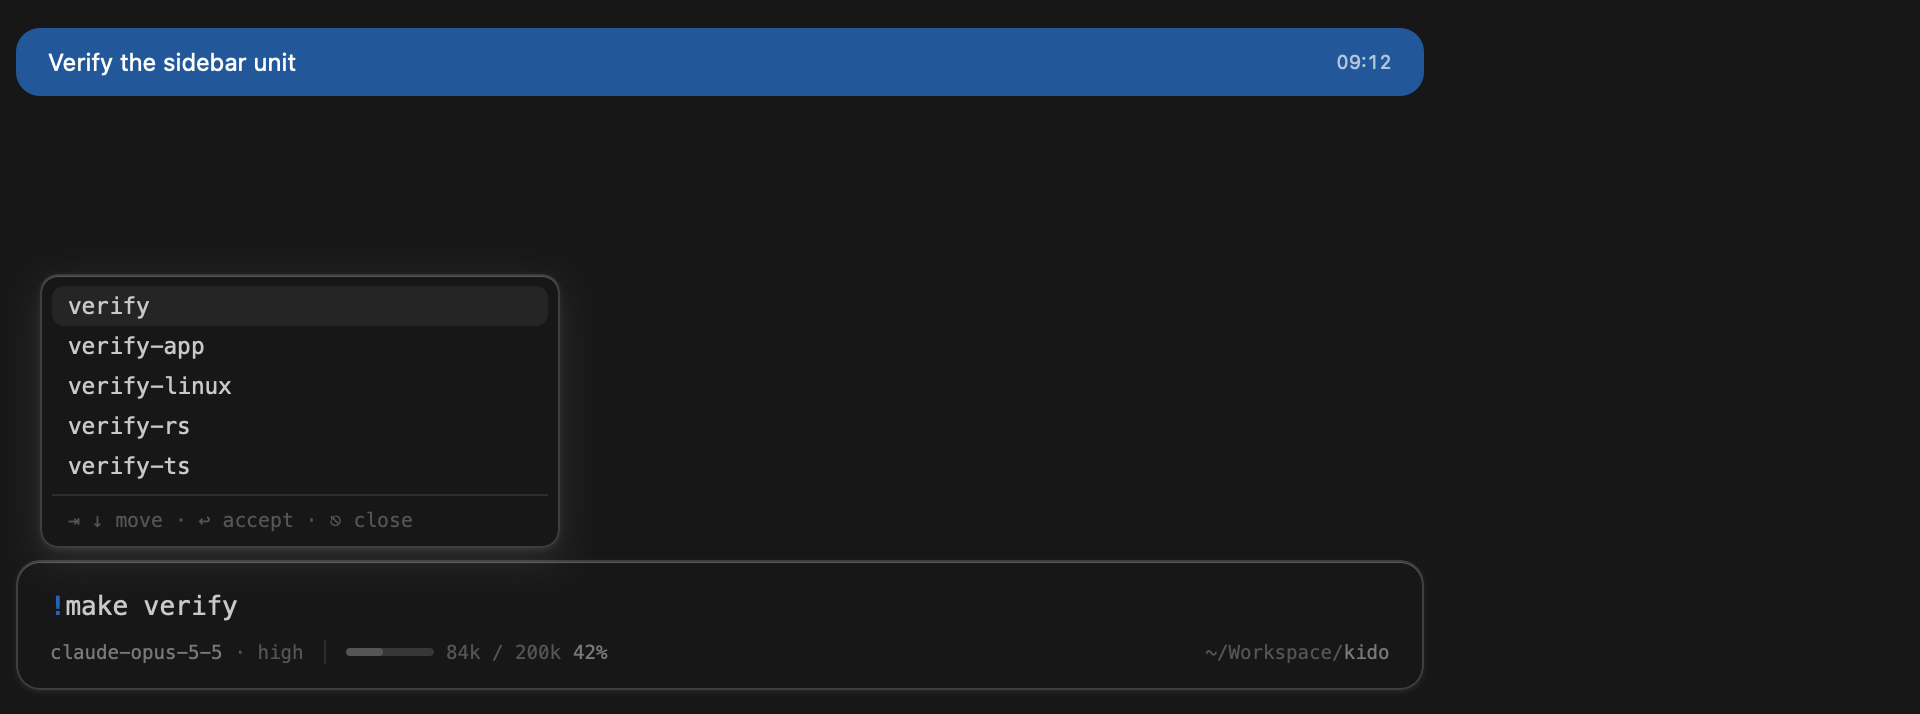 Verify the sidebar unit 09:12
verify
verify-app
verify-linux
verify-rs
verify-ts
⇥ ↓ move · ↩ accept · ⎋ close
!make verify
claude-opus-5-5 · high 84k / 200k 42% ~/Workspace/kido